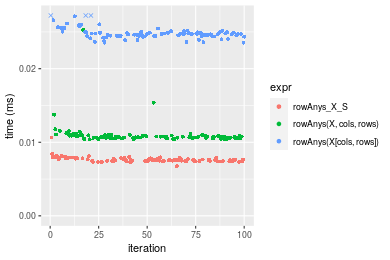 time (ms)
0.02
0.01
0.00
0
25
50
75
100
iteration
expr
rowAnys_X_S
rowAnys(X, cols, rows)
rowAnys(X[cols, rows])